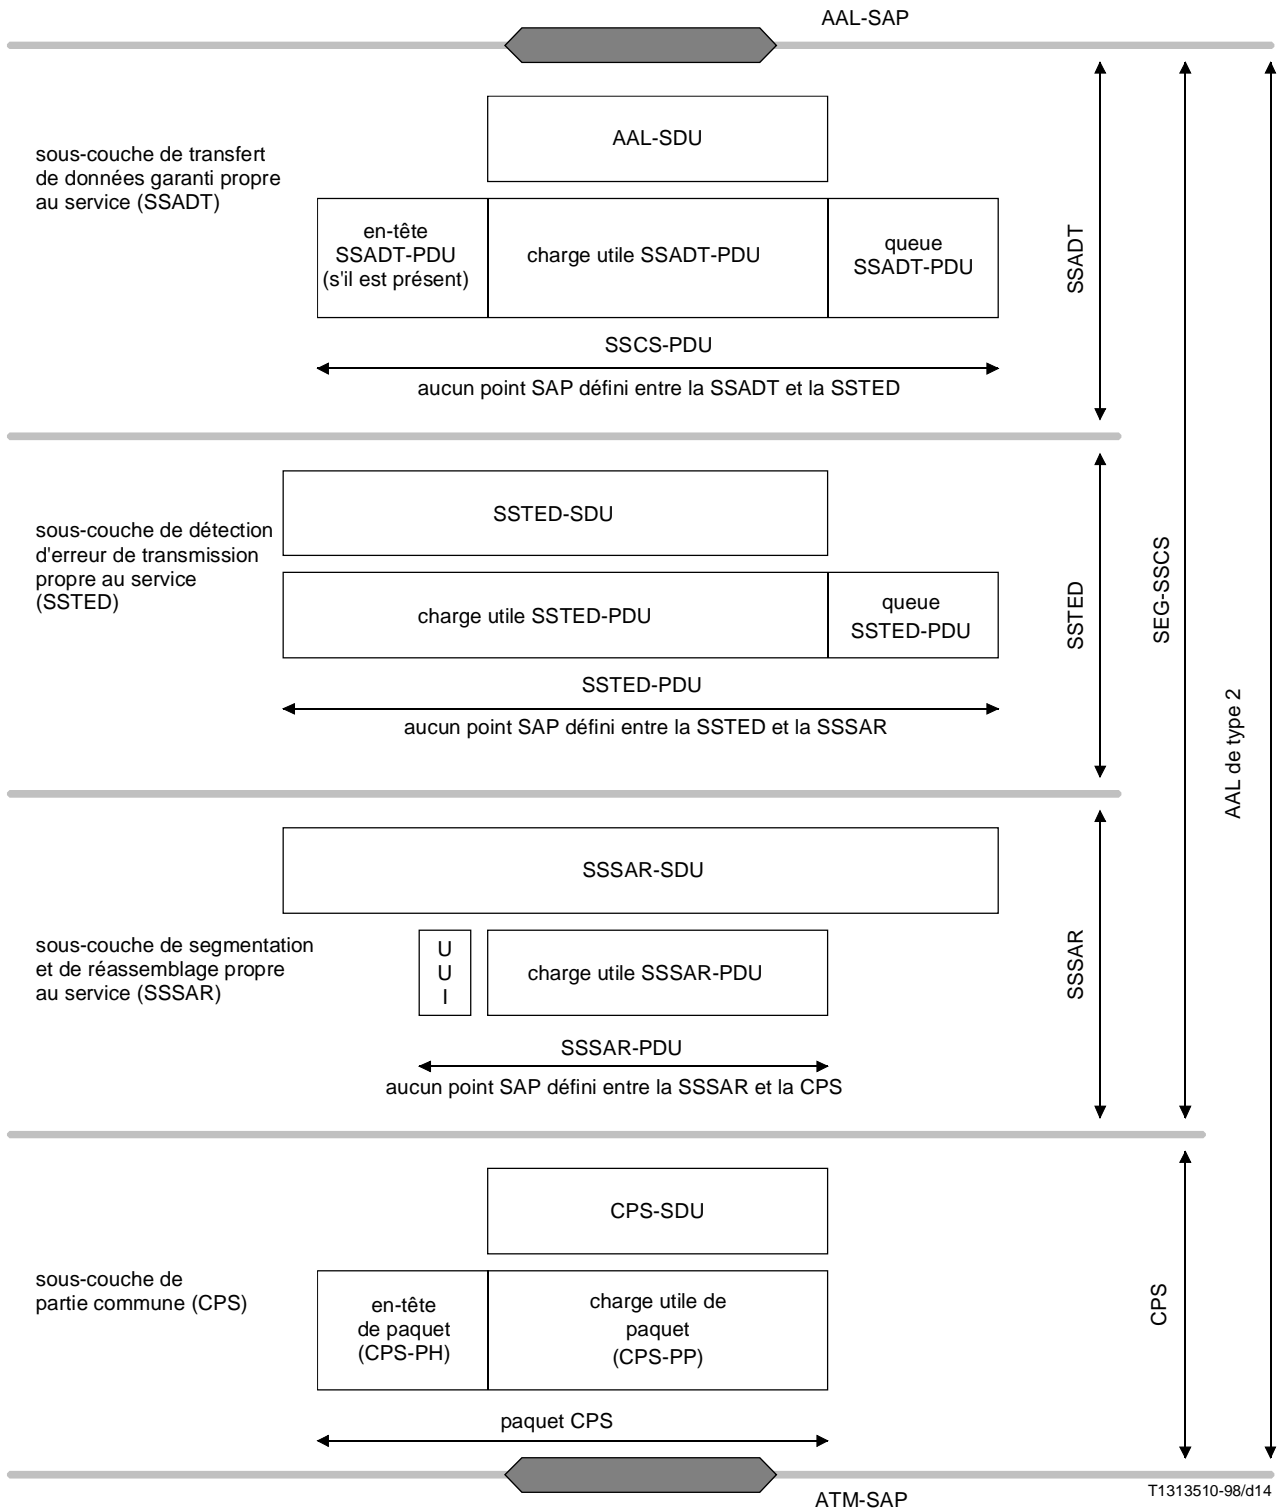 AAL-SAP
AAL-SDU
sous-couche de transfert
de données garanti propre
au service (SSADT)
en-tête
SSADT-PDU
(s'il est présent)
charge utile SSADT-PDU
queue
SSADT-PDU
SSADT
SSCS-PDU
aucun point SAP défini entre la SSADT et la SSTED
SSTED-SDU
sous-couche de détection
d'erreur de transmission
propre au service
(SSTED)
charge utile SSTED-PDU
queue
SSTED-PDU
SSTED
SEG-SSCS
SSTED-PDU
aucun point SAP défini entre la SSTED et la SSSAR
AAL de type 2
SSSAR-SDU
sous-couche de segmentation
et de réassemblage propre
au service (SSSAR)
U
U
I
charge utile SSSAR-PDU
SSSAR
SSSAR-PDU
aucun point SAP défini entre la SSSAR et la CPS
CPS-SDU
sous-couche de
partie commune (CPS)
en-tête
de paquet
(CPS-PH)
charge utile de
paquet
(CPS-PP)
CPS
paquet CPS
T1313510-98/d14
ATM-SAP